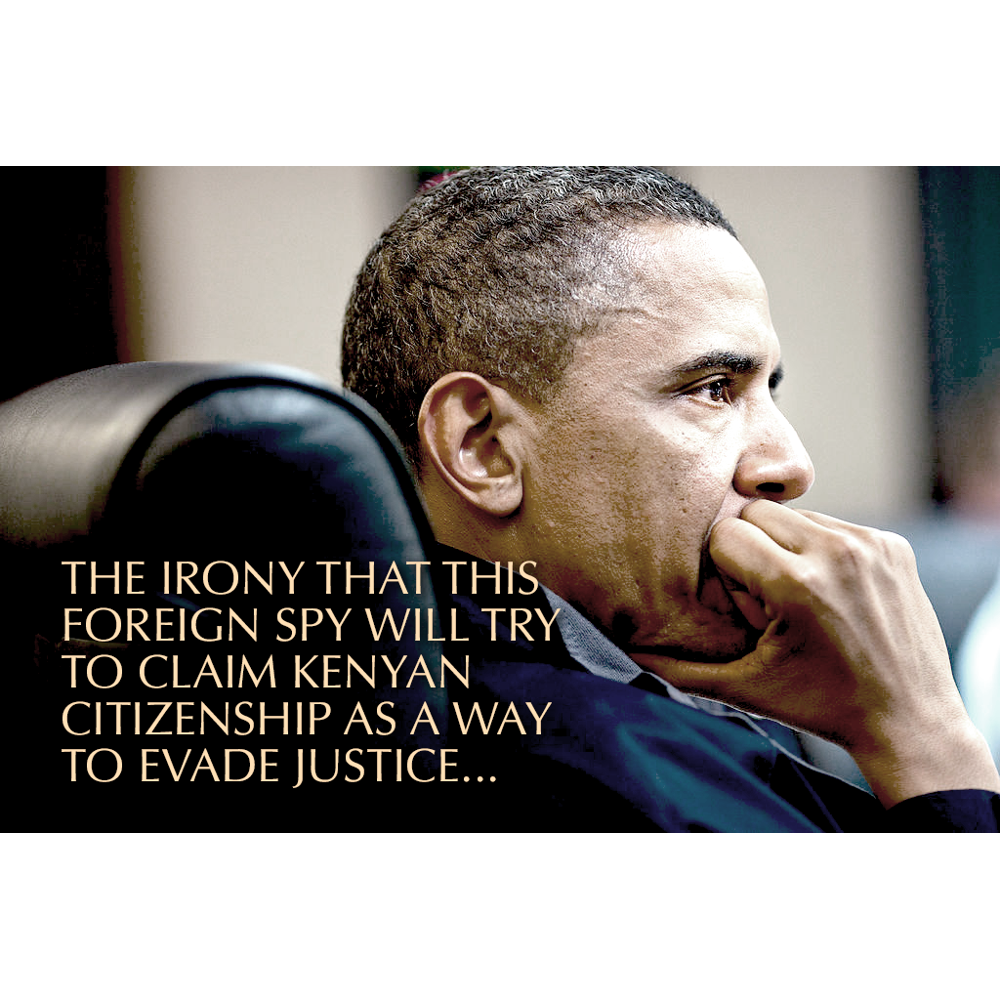 THE IRONY THAT THIS
FOREIGN SPY WILL TRY
TO CLAIM KENYAN
CITIZENSHIP AS A WAY
TO EVADE JUSTICE...